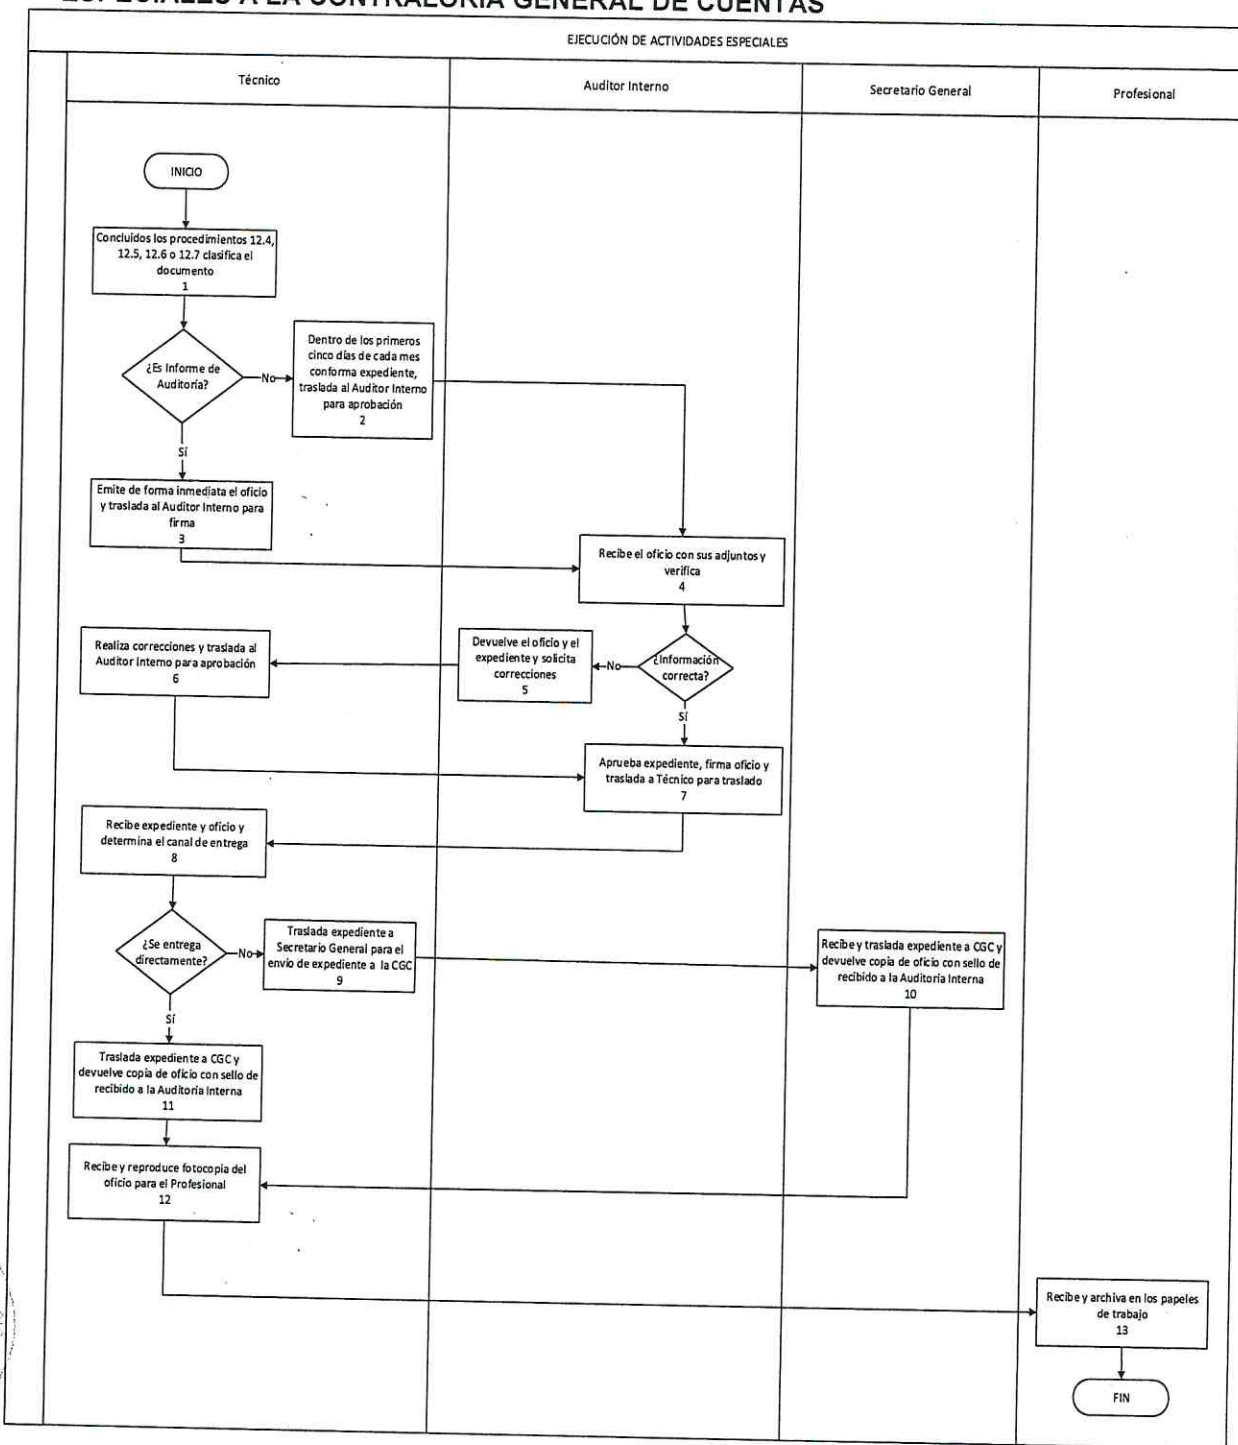 ESPECIALES A LA CONTRALORÍA GENERAL DE CUENTAS
EJECUCIÓN DE ACTIVIDADES ESPECIALES
Técnico
Auditor Interno
Secretario General
Profesional
INICIO
Concluidos los procedimientos 12.4,
12.5, 12.6 o 12.7 clasifica el
documento
1
¿Es Informe de
Auditoría?
No
Dentro de los primeros
cinco días de cada mes
conforma expediente,
traslada al Auditor Interno
para aprobación
2
Sí
Emite de forma inmediata el oficio
y traslada al Auditor Interno para
firma
3
Recibe el oficio con sus adjuntos y
verifica
4
¿Información
correcta?
No
Devuelve el oficio y el
expediente y solicita
correcciones
5
Realiza correcciones y traslada al
Auditor Interno para aprobación
6
Sí
Aprueba expediente, firma oficio y
traslada a Técnico para traslado
7
Recibe expediente y oficio y
determina el canal de entrega
8
¿Se entrega
directamente?
No
Traslada expediente a
Secretario General para el
envío de expediente a la CGC
9
Recibe y traslada expediente a CGC y
devuelve copia de oficio con sello de
recibido a la Auditoría Interna
10
Sí
Traslada expediente a CGC y
devuelve copia de oficio con sello de
recibido a la Auditoría Interna
11
Recibe y reproduce fotocopia del
oficio para el Profesional
12
Recibe y archiva en los papeles
de trabajo
13
FIN